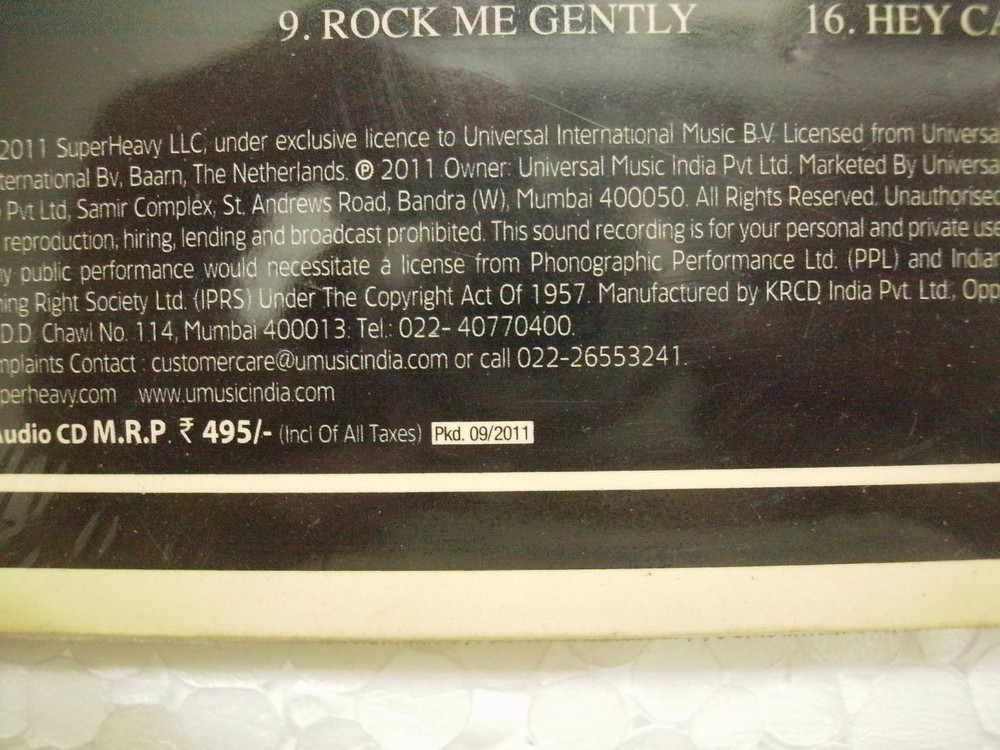 9. ROCK ME GENTLY 16. HEY CA
2011 SuperHeavy LLC, under exclusive licence to Universal International Music B.V. Licensed from Universa
ternational Bv, Baarn, The Netherlands. ℗ 2011 Owner: Universal Music India Pvt Ltd. Marketed By Universa
Pvt Ltd, Samir Complex, St. Andrews Road, Bandra (W), Mumbai 400050. All Rights Reserved. Unauthorised
reproduction, hiring, lending and broadcast prohibited. This sound recording is for your personal and private use
y public performance would necessitate a license from Phonographic Performance Ltd. (PPL) and Indian
ing Right Society Ltd. (IPRS) Under The Copyright Act Of 1957. Manufactured by KRCD India Pvt. Ltd., Opp
D.D. Chawl No. 114, Mumbai 400013. Tel.: 022- 40770400.
mplaints Contact : customercare@umusicindia.com or call 022-26553241.
perheavy.com www.umusicindia.com
Audio CD M.R.P. ₹ 495/- (Incl Of All Taxes) Pkd. 09/2011